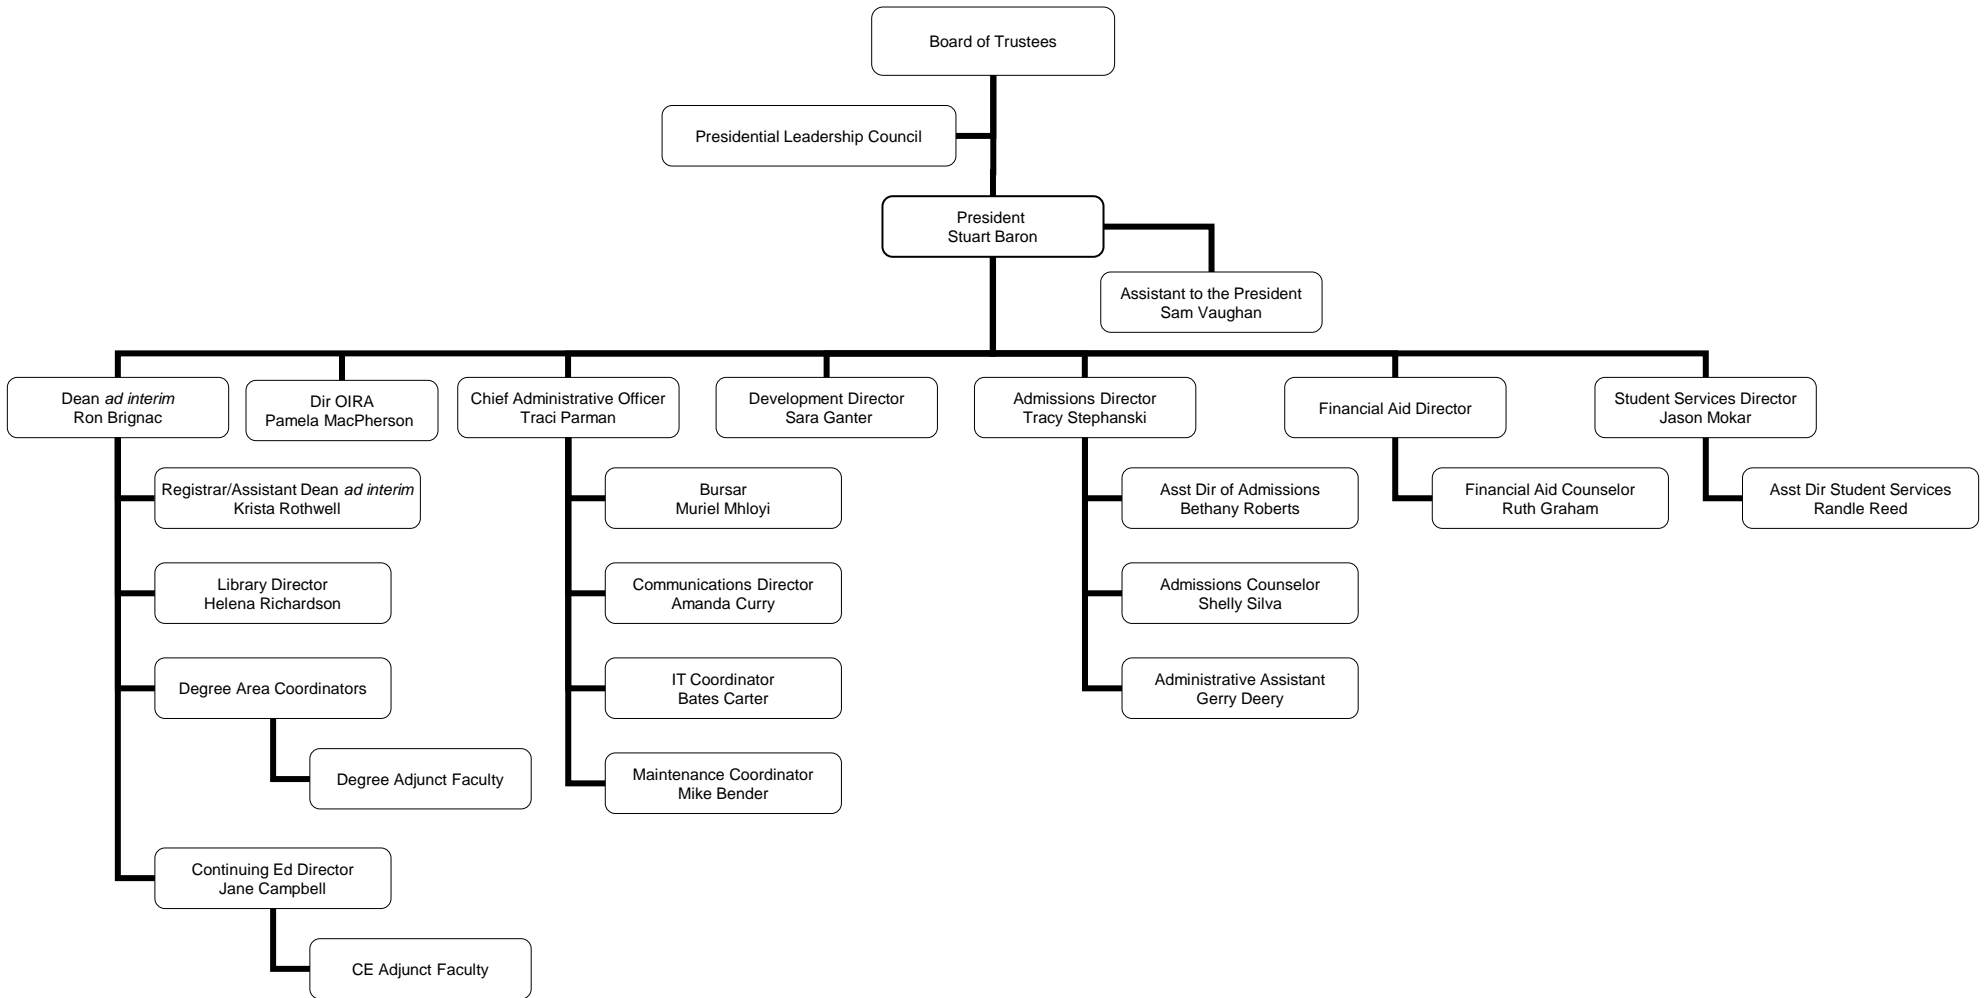 Board of Trustees
Presidential Leadership Council
President
Stuart Baron
Assistant to the President
Sam Vaughan
Dean ad interim
Ron Brignac
Dir OIRA
Pamela MacPherson
Chief Administrative Officer
Traci Parman
Development Director
Sara Ganter
Admissions Director
Tracy Stephanski
Financial Aid Director
Student Services Director
Jason Mokar
Registrar/Assistant Dean ad interim
Krista Rothwell
Bursar
Muriel Mhloyi
Asst Dir of Admissions
Bethany Roberts
Financial Aid Counselor
Ruth Graham
Asst Dir Student Services
Randle Reed
Library Director
Helena Richardson
Communications Director
Amanda Curry
Admissions Counselor
Shelly Silva
Degree Area Coordinators
IT Coordinator
Bates Carter
Administrative Assistant
Gerry Deery
Degree Adjunct Faculty
Maintenance Coordinator
Mike Bender
Continuing Ed Director
Jane Campbell
CE Adjunct Faculty